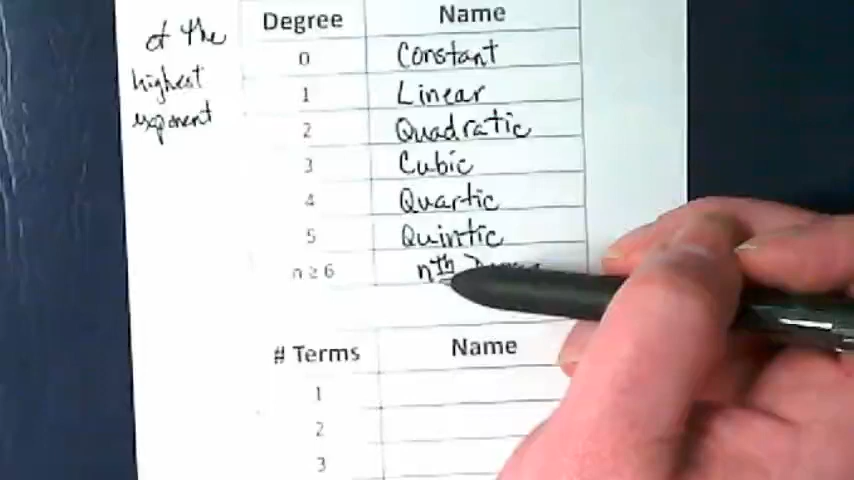 of the
highest
exponent
Degree Name
0 Constant
1 Linear
2 Quadratic
3 Cubic
4 Quartic
5 Quintic
n ≥ 6 nth
# Terms Name
1
2
3